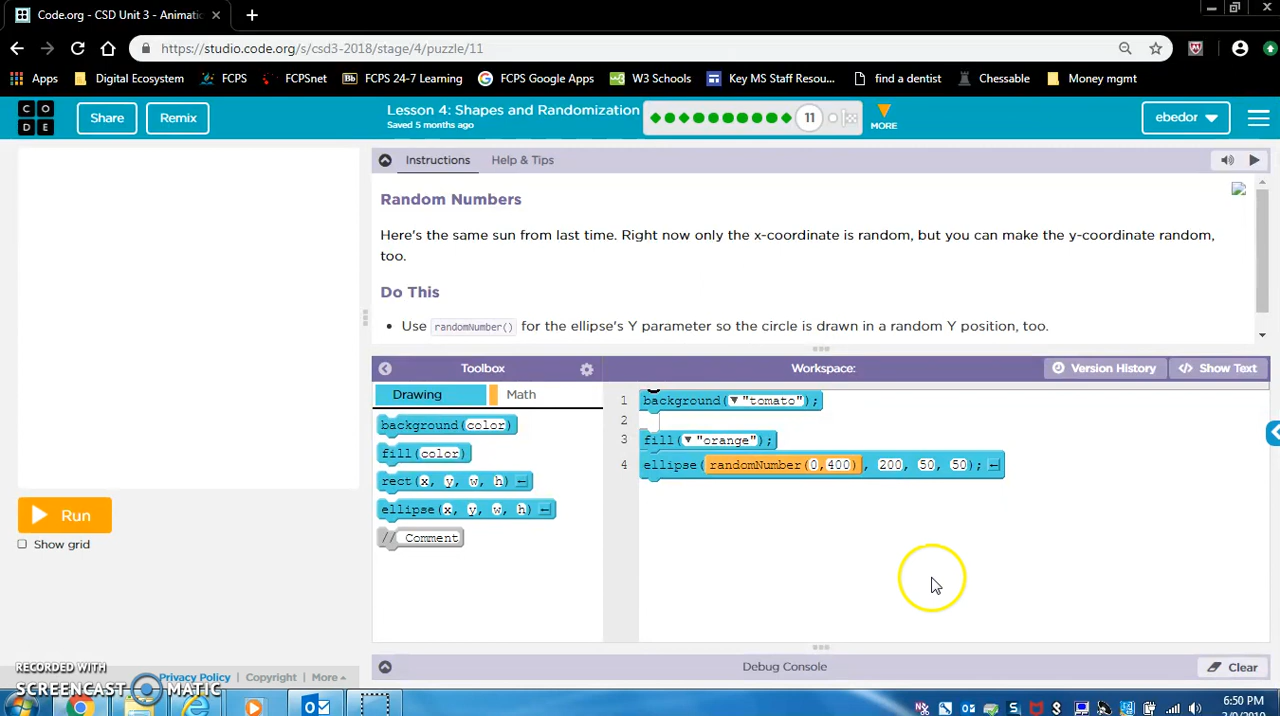 Code.org - CSD Unit 3 - Animatio
https://studio.code.org/s/csd3-2018/stage/4/puzzle/11
Apps Digital Ecosystem FCPS FCPSnet Bb FCPS 24-7 Learning G FCPS Google Apps W3 Schools Key MS Staff Resou... find a dentist Chessable Money mgmt
C O
D E
Share
Remix
Lesson 4: Shapes and Randomization
Saved 5 months ago
11
MORE
ebedor
Instructions
Help & Tips
Random Numbers
Here's the same sun from last time. Right now only the x-coordinate is random, but you can make the y-coordinate random,
too.
Do This
• Use randomNumber() for the ellipse's Y parameter so the circle is drawn in a random Y position, too.
Toolbox
Workspace:
Version History
</> Show Text
Drawing
Math
background(color)
fill(color)
rect(x, y, w, h)
ellipse(x, y, w, h)
// Comment
1 background("tomato");
2
3 fill("orange");
4 ellipse(randomNumber(0,400), 200, 50, 50);
Run
Show grid
Debug Console
Clear
Privacy Policy | Copyright | More
RECORDED WITH
SCREENCAST MATIC
6:50 PM